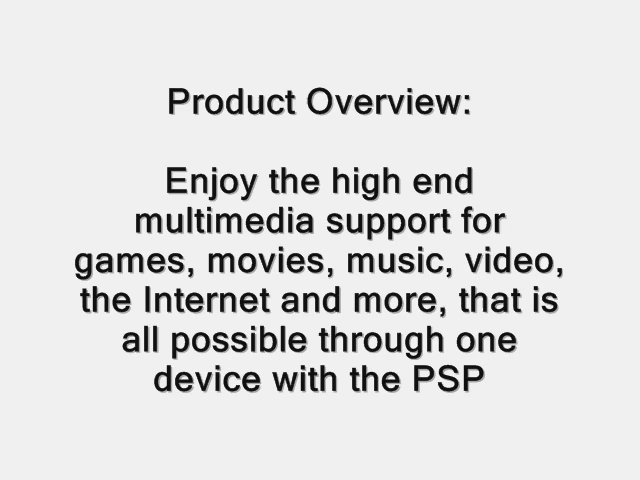 Product Overview:
Enjoy the high end
multimedia support for
games, movies, music, video,
the Internet and more, that is
all possible through one
device with the PSP